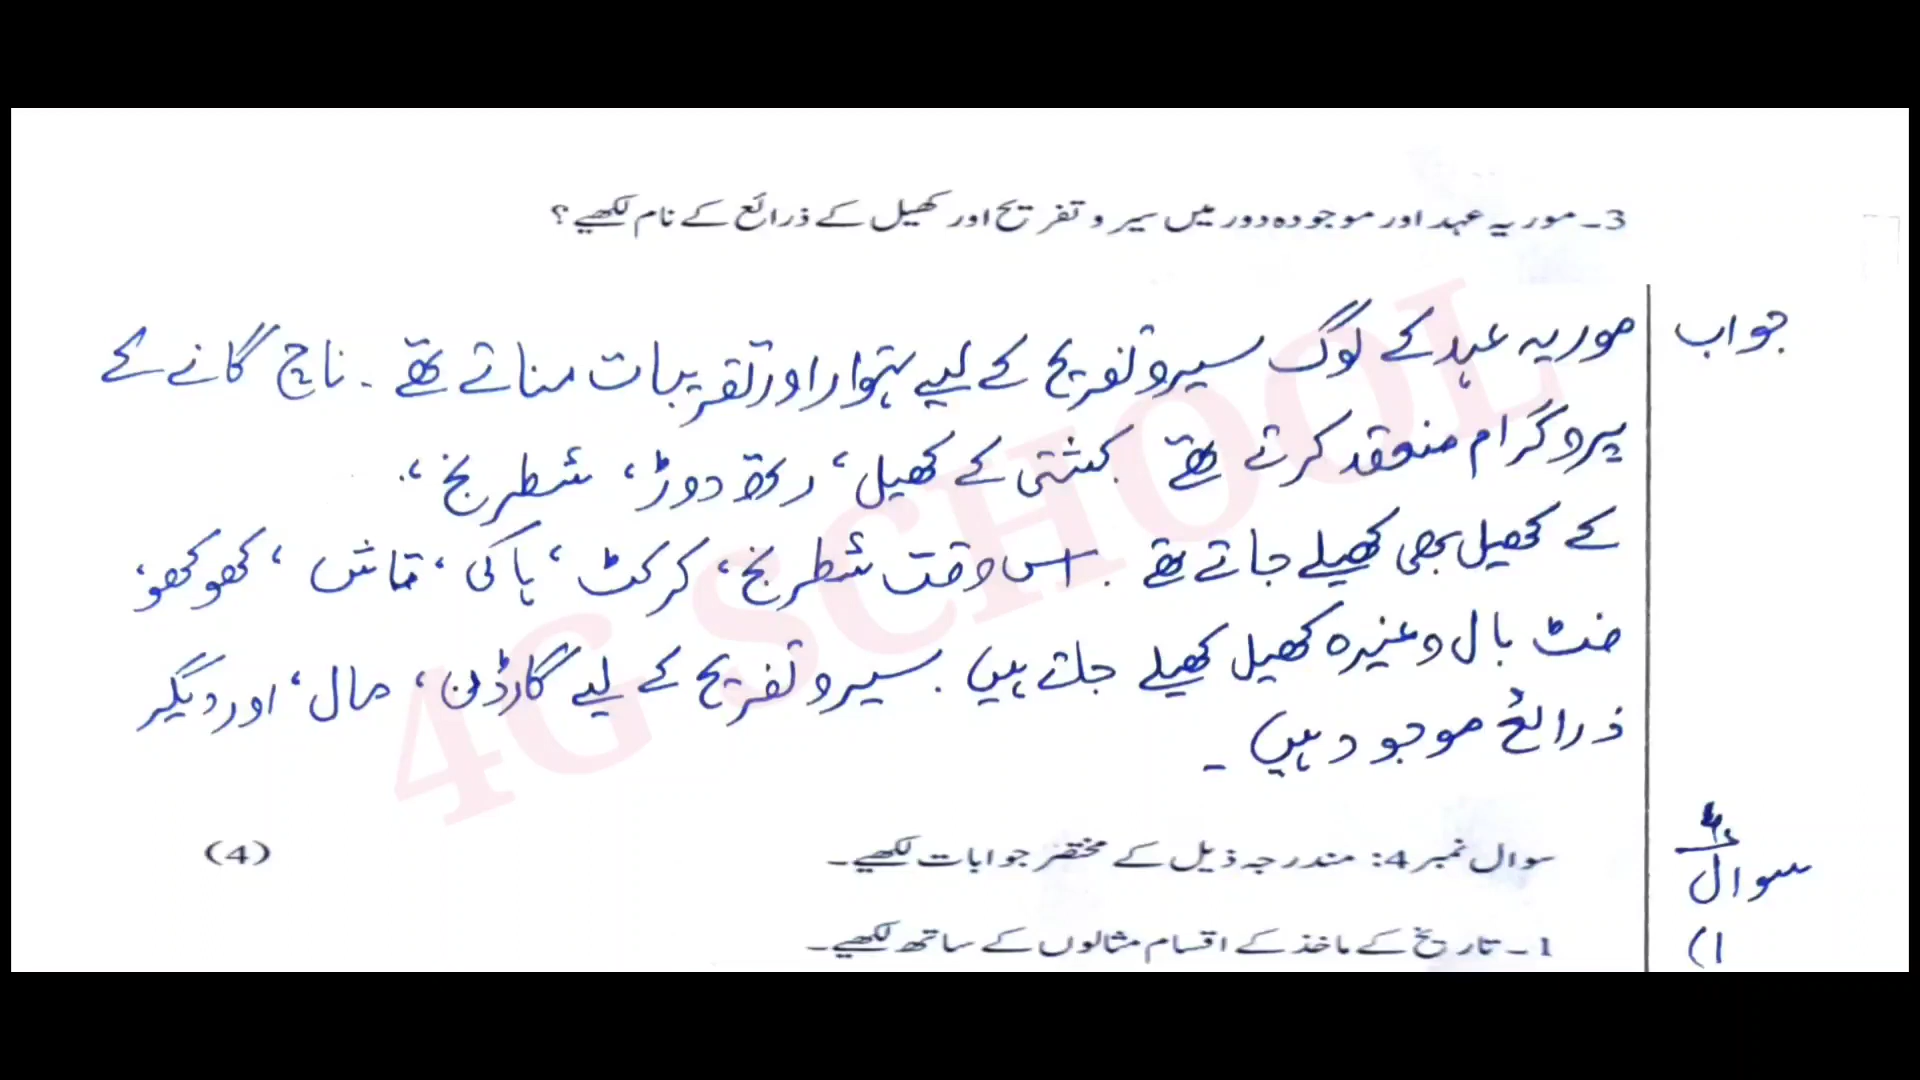 3۔ موریہ عہد اور موجودہ دور میں سیر و تفریح اور کھیل کے ذرائع کے نام لکھیے؟
جواب
موریہ عہد کے لوگ سیر و تفریح کے لیے تہوار اور تقریبات مناتے تھے ۔ ناچ گانے کے
پروگرام منعقد کرتے تھے کشتی کے کھیل، رتھ دوڑ، شطرنج،
کے کھیل بھی کھیلے جاتے تھے . اس وقت شطرنج، کرکٹ، ہاکی، تاش، کھو کھو،
فٹ بال وغیرہ کھیل کھیلے جاتے ہیں. سیر و تفریح کے لیے گارڈن، مال، اور دیگر
ذرائع موجود ہیں ۔
4G SCHOOL
سوال نمبر 4: مندرجہ ذیل کے مختصر جوابات لکھیے۔ (4)
سوال
1۔ تاریخ کے ماخذ کے اقسام مثالوں کے ساتھ لکھیے۔
1)